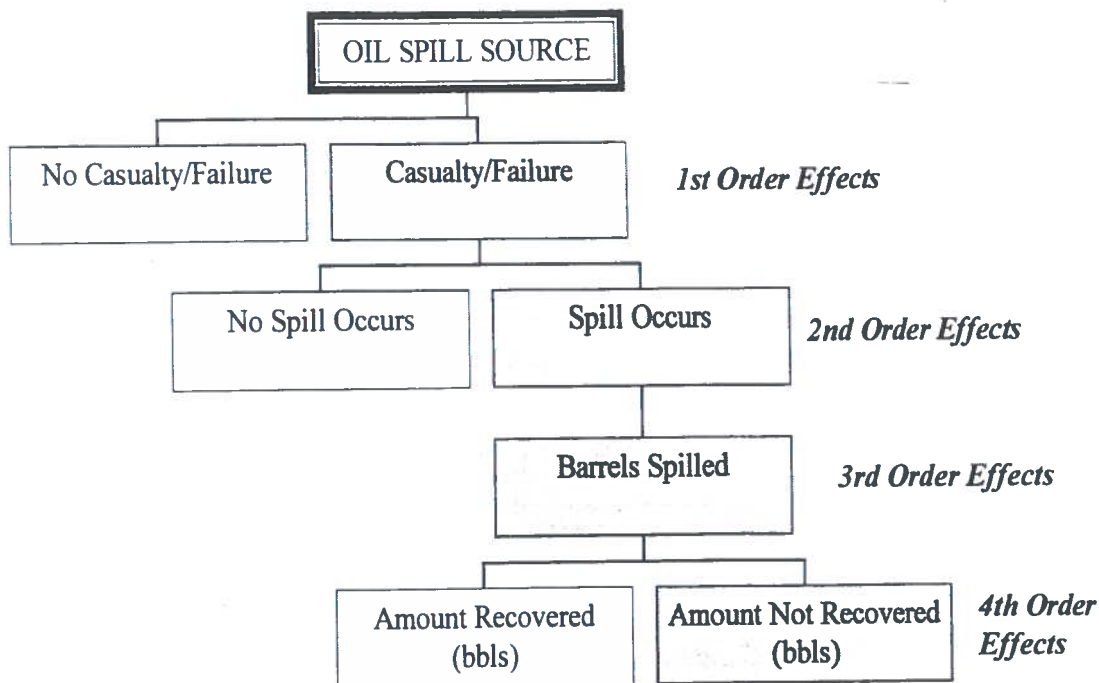 OIL SPILL SOURCE
No Casualty/Failure
Casualty/Failure
1st Order Effects
No Spill Occurs
Spill Occurs
2nd Order Effects
Barrels Spilled
3rd Order Effects
Amount Recovered
(bbls)
Amount Not Recovered
(bbls)
4th Order
Effects